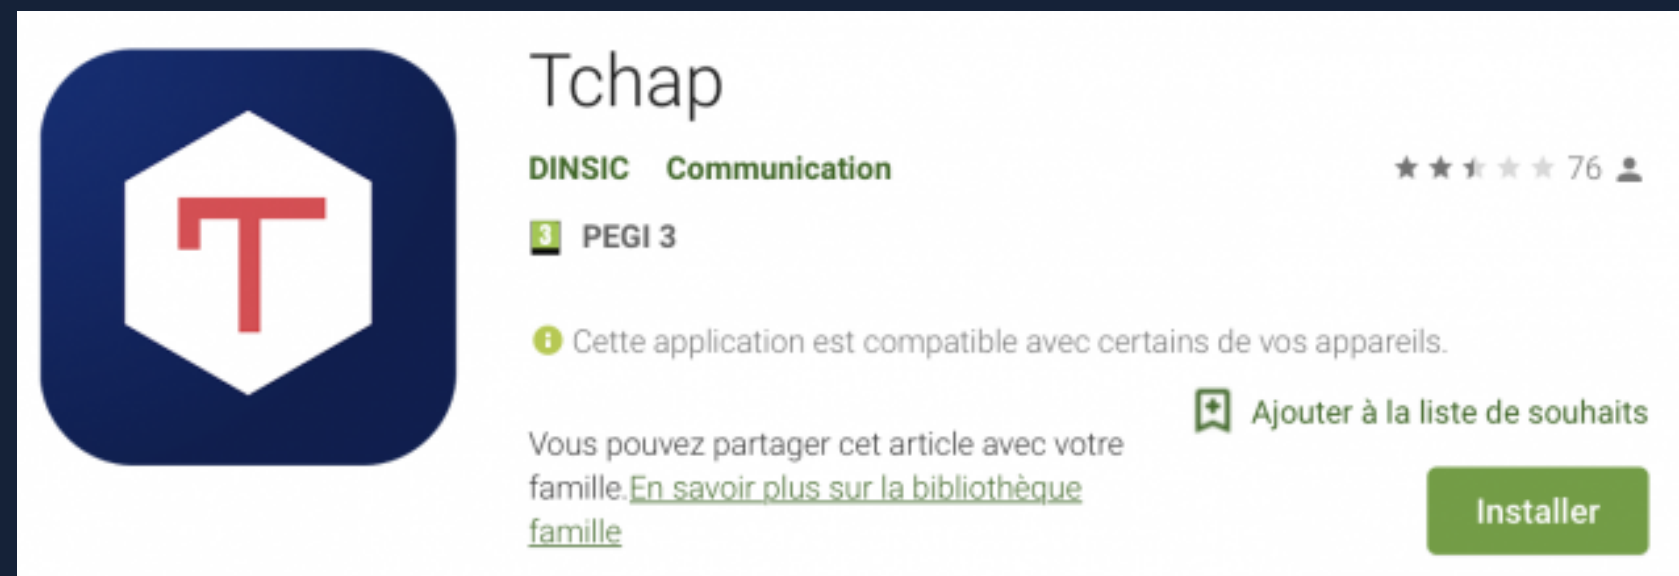 T
Tchap
DINSIC Communication
76
3 PEGI 3
Cette application est compatible avec certains de vos appareils.
Ajouter à la liste de souhaits
Vous pouvez partager cet article avec votre
famille.En savoir plus sur la bibliothèque
famille
Installer